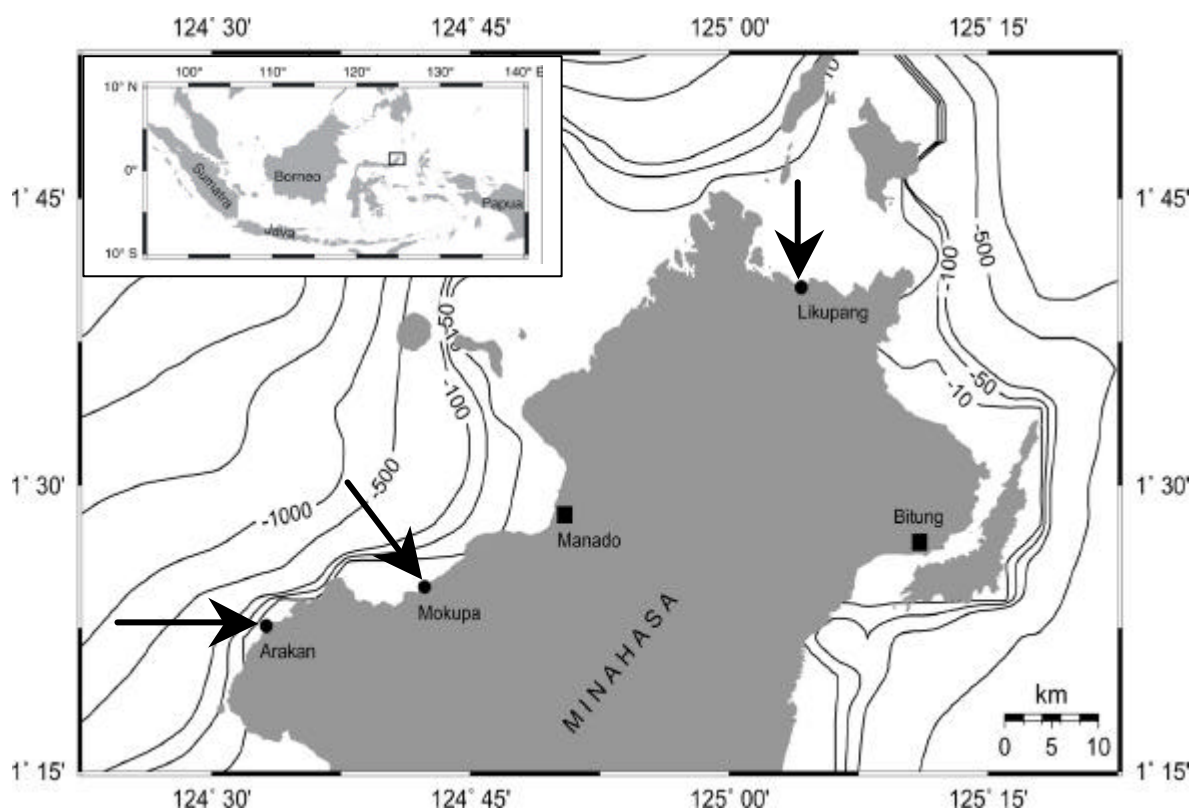 124° 30' 124° 45' 125° 00' 125° 15'
100° 110° 120° 130° 140° E
10° N
0°
10° S
Sumatra
Borneo
Java
Papua
10
1° 45' 1° 45'
-500
-100
Likupang
-50
-10
-100
-50
-10
-500
1° 30' 1° 30'
-1000
Bitung
Manado
Mokupa
Arakan
MINAHASA
km
0 5 10
1° 15' 1° 15'
124° 30' 124° 45' 125° 00' 125° 15'